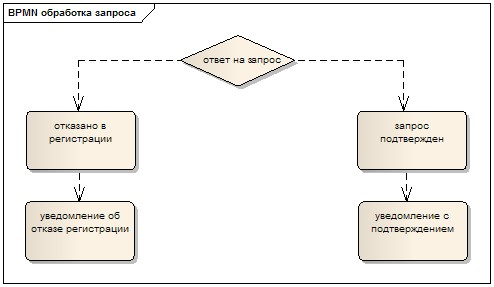 BPMN обработка запроса
ответ на запрос
отказано в
регистрации
запрос
подтвержден
уведомление об
отказе регистрации
уведомление с
подтверждением